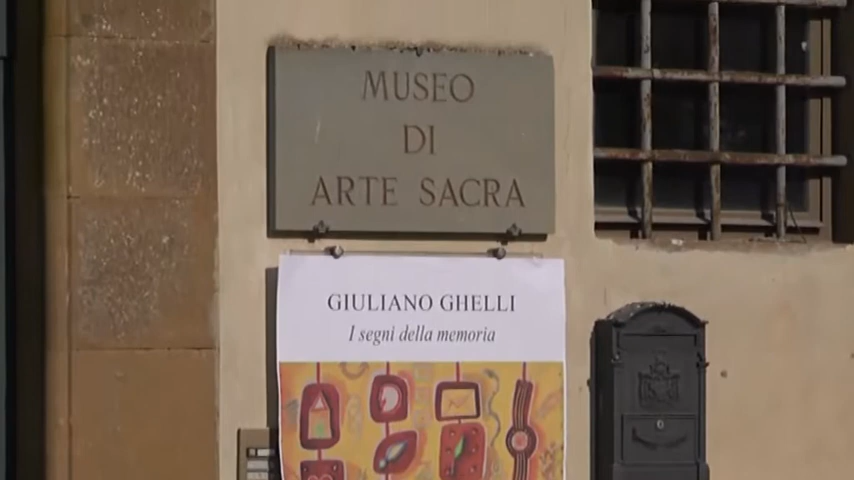 MUSEO
DI
ARTE SACRA
GIULIANO GHELLI
I segni della memoria